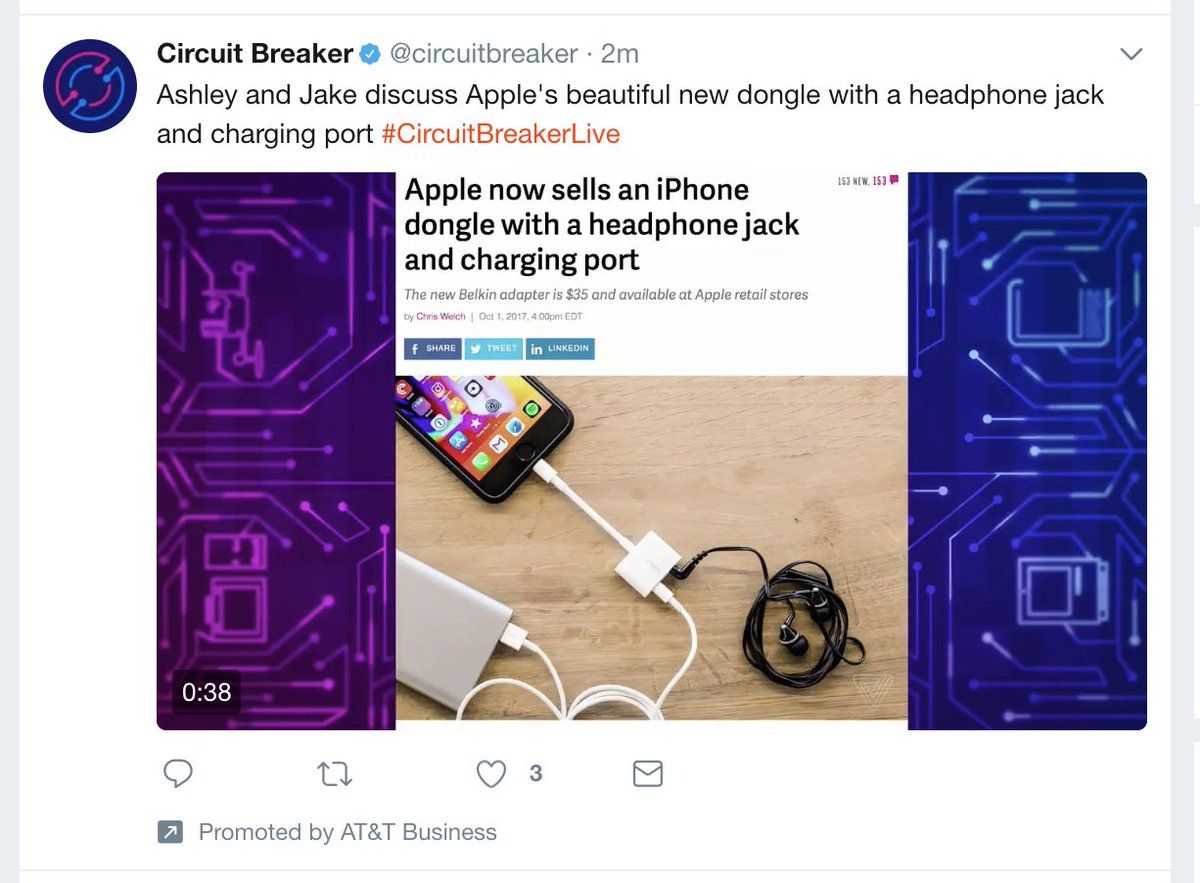 Circuit Breaker @circuitbreaker · 2m
Ashley and Jake discuss Apple's beautiful new dongle with a headphone jack
and charging port #CircuitBreakerLive
Apple now sells an iPhone
dongle with a headphone jack
and charging port
153 NEW, 153
The new Belkin adapter is $35 and available at Apple retail stores
by Chris Welch | Oct 1, 2017, 4:00pm EDT
f SHARE TWEET in LINKEDIN
0:38
3
Promoted by AT&T Business